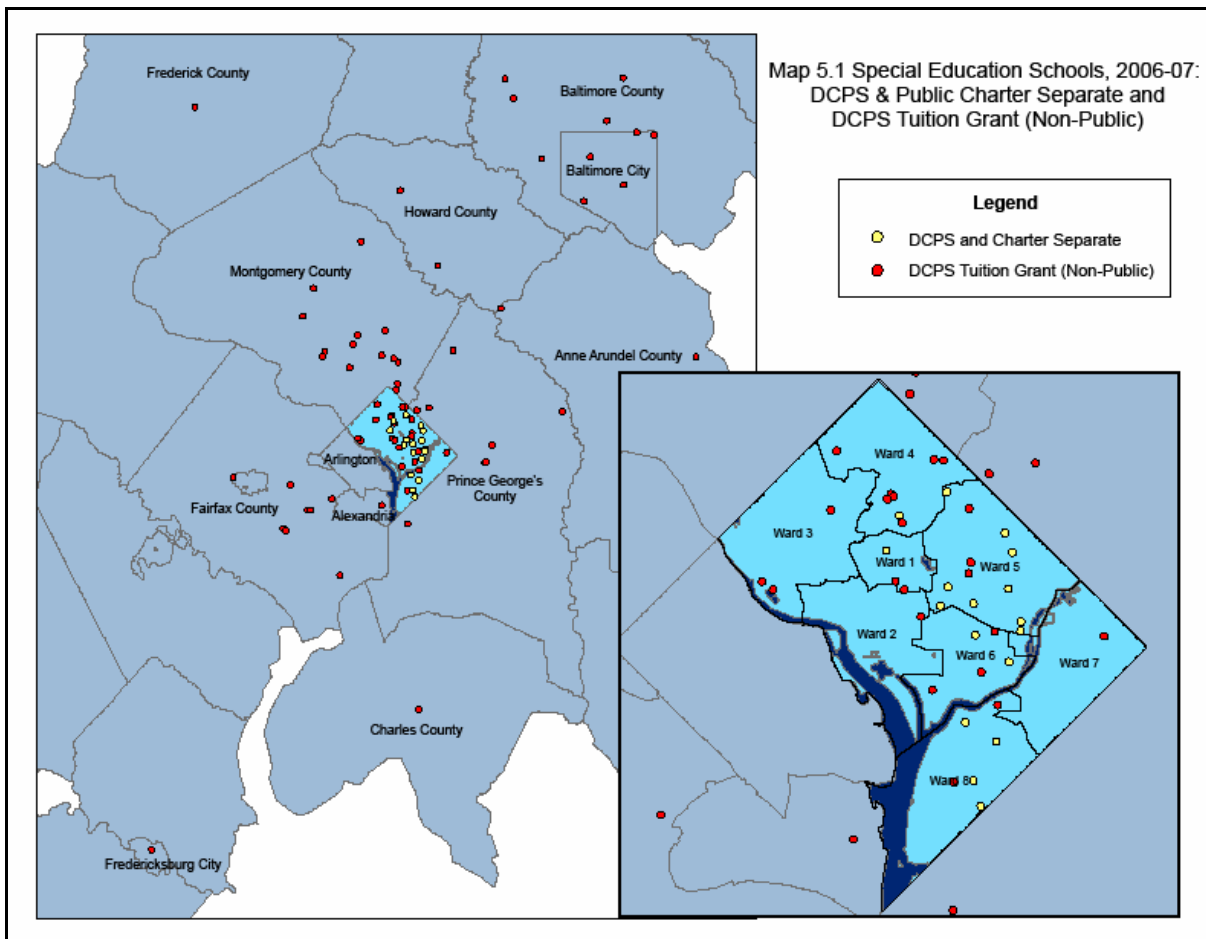 Map 5.1 Special Education Schools, 2006-07:
DCPS & Public Charter Separate and
DCPS Tuition Grant (Non-Public)
Legend
DCPS and Charter Separate
DCPS Tuition Grant (Non-Public)
Frederick County
Baltimore County
Baltimore City
Howard County
Montgomery County
Anne Arundel County
Arlington
Prince George's
County
Fairfax County
Alexandria
Charles County
Fredericksburg City
Ward 4
Ward 3
Ward 1
Ward 5
Ward 2
Ward 6
Ward 7
Ward 8